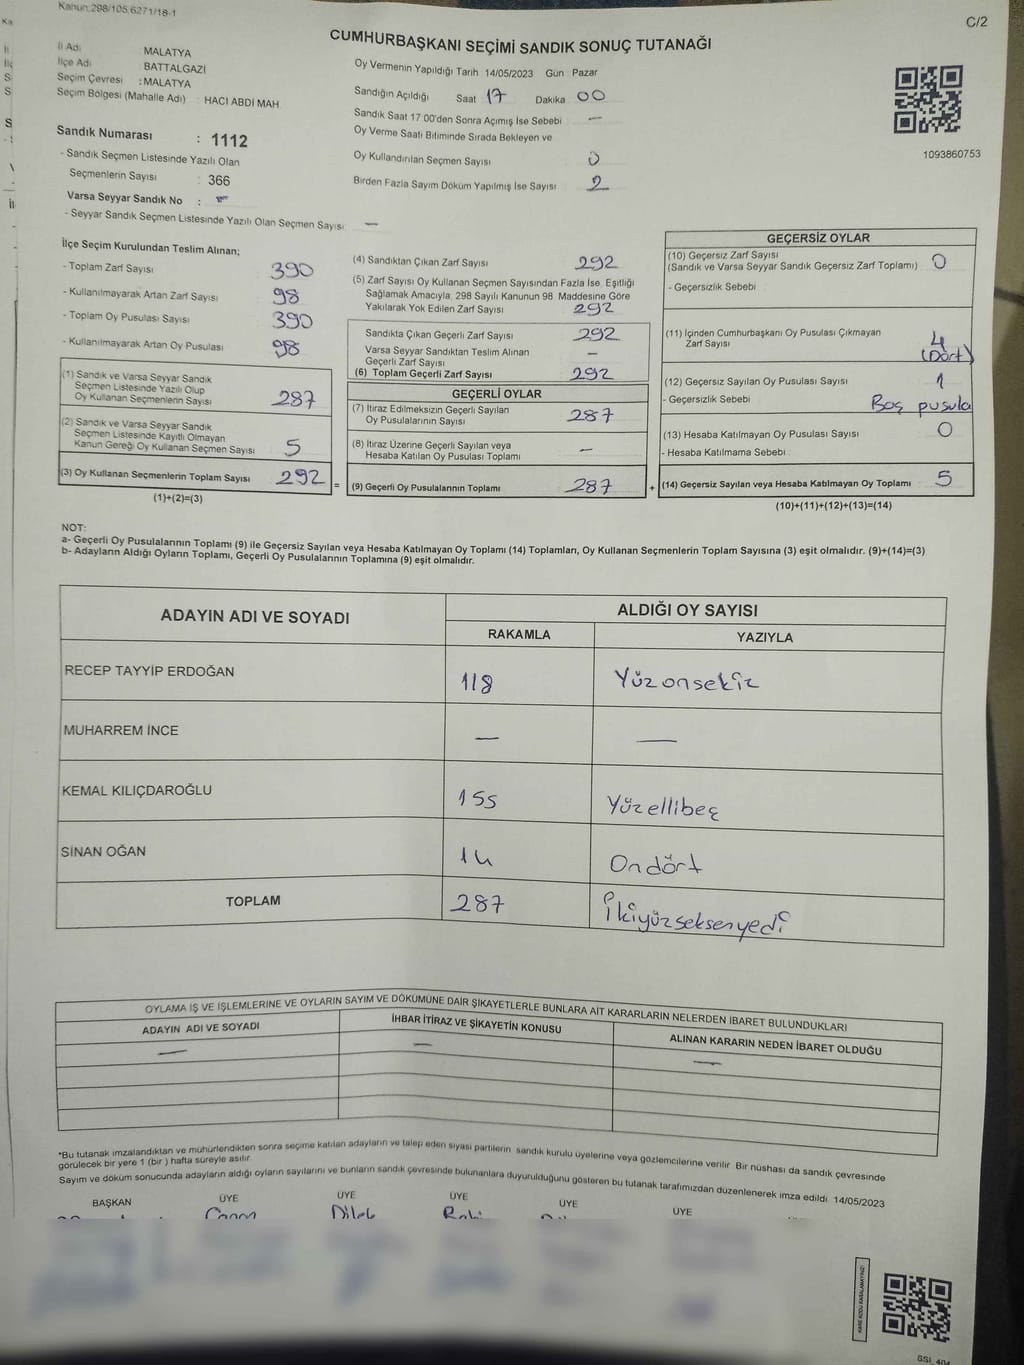 Kanun:298/105,6271/18-1
C/2
CUMHURBAŞKANI SEÇİMİ SANDIK SONUÇ TUTANAĞI
İl Adı : MALATYA
İlçe Adı : BATTALGAZİ
Seçim Çevresi : MALATYA
Seçim Bölgesi (Mahalle Adı) : HACI ABDİ MAH
Sandık Numarası : 1112
- Sandık Seçmen Listesinde Yazılı Olan
Seçmenlerin Sayısı : 366
Varsa Seyyar Sandık No : -
- Seyyar Sandık Seçmen Listesinde Yazılı Olan Seçmen Sayısı: —
Oy Vermenin Yapıldığı Tarih : 14/05/2023 Gün : Pazar
Sandığın Açıldığı Saat 17 Dakika 00
Sandık Saat 17:00'den Sonra Açımış İse Sebebi —
Oy Verme Saati Bitiminde Sırada Bekleyen ve
Oy Kullandırılan Seçmen Sayısı 0
Birden Fazla Sayım Döküm Yapılmış İse Sayısı 2
1093860753
İlçe Seçim Kurulundan Teslim Alınan;
- Toplam Zarf Sayısı 390
- Kullanılmayarak Artan Zarf Sayısı 98
- Toplam Oy Pusulası Sayısı 390
- Kullanılmayarak Artan Oy Pusulası 98
(1) Sandık ve Varsa Seyyar Sandık
Seçmen Listesinde Yazılı Olup
Oy Kullanan Seçmenlerin Sayısı 287
(2) Sandık ve Varsa Seyyar Sandık
Seçmen Listesinde Kayıtlı Olmayan
Kanun Gereği Oy Kullanan Seçmen Sayısı 5
(3) Oy Kullanan Seçmenlerin Toplam Sayısı 292 =
(1)+(2)=(3)
(4) Sandıktan Çıkan Zarf Sayısı 292
(5) Zarf Sayısı Oy Kullanan Seçmen Sayısından Fazla İse, Eşitliği
Sağlamak Amacıyla, 298 Sayılı Kanunun 98. Maddesine Göre
Yakılarak Yok Edilen Zarf Sayısı 292
Sandıkta Çıkan Geçerli Zarf Sayısı 292
Varsa Seyyar Sandıktan Teslim Alınan
Geçerli Zarf Sayısı —
(6) Toplam Geçerli Zarf Sayısı 292
GEÇERLİ OYLAR
(7) İtiraz Edilmeksizin Geçerli Sayılan
Oy Pusulalarının Sayısı 287
(8) İtiraz Üzerine Geçerli Sayılan veya
Hesaba Katılan Oy Pusulası Toplamı —
(9) Geçerli Oy Pusulalarının Toplamı 287 +
GEÇERSİZ OYLAR
(10) Geçersiz Zarf Sayısı
(Sandık ve Varsa Seyyar Sandık Geçersiz Zarf Toplamı) 0
- Geçersizlik Sebebi
(11) İçinden Cumhurbaşkanı Oy Pusulası Çıkmayan
Zarf Sayısı 4
(Dört)
(12) Geçersiz Sayılan Oy Pusulası Sayısı 1
- Geçersizlik Sebebi Boş pusula
(13) Hesaba Katılmayan Oy Pusulası Sayısı 0
- Hesaba Katılmama Sebebi
(14) Geçersiz Sayılan veya Hesaba Katılmayan Oy Toplamı 5
(10)+(11)+(12)+(13)=(14)
NOT:
a- Geçerli Oy Pusulalarının Toplamı (9) ile Geçersiz Sayılan veya Hesaba Katılmayan Oy Toplamı (14) Toplamları, Oy Kullanan Seçmenlerin Toplam Sayısına (3) eşit olmalıdır. (9)+(14)=(3)
b- Adayların Aldığı Oyların Toplamı, Geçerli Oy Pusulalarının Toplamına (9) eşit olmalıdır.
ADAYIN ADI VE SOYADI ALDIĞI OY SAYISI
RAKAMLA YAZIYLA
RECEP TAYYİP ERDOĞAN 118 Yüzonsekiz
MUHARREM İNCE — —
KEMAL KILIÇDAROĞLU 155 Yüzellibeş
SİNAN OĞAN 14 Ondört
TOPLAM 287 İkiyüzseksenyedi
OYLAMA İŞ VE İŞLEMLERİNE VE OYLARIN SAYIM VE DÖKÜMÜNE DAİR ŞİKAYETLERLE BUNLARA AİT KARARLARIN NELERDEN İBARET BULUNDUKLARI
ADAYIN ADI VE SOYADI İHBAR İTİRAZ VE ŞİKAYETİN KONUSU ALINAN KARARIN NEDEN İBARET OLDUĞU
— — —
*Bu tutanak imzalandıktan ve mühürlendikten sonra seçime katılan adayların ve talep eden siyasi partilerin sandık kurulu üyelerine veya gözlemcilerine verilir. Bir nüshası da sandık çevresinde
görülecek bir yere 1 (bir) hafta süreyle asılır.
Sayım ve döküm sonucunda adayların aldığı oyların sayılarını ve bunların sandık çevresinde bulunanlara duyurulduğunu gösteren bu tutanak tarafımızdan düzenlenerek imza edildi. 14/05/2023
BAŞKAN ÜYE ÜYE ÜYE ÜYE ÜYE
Dilek